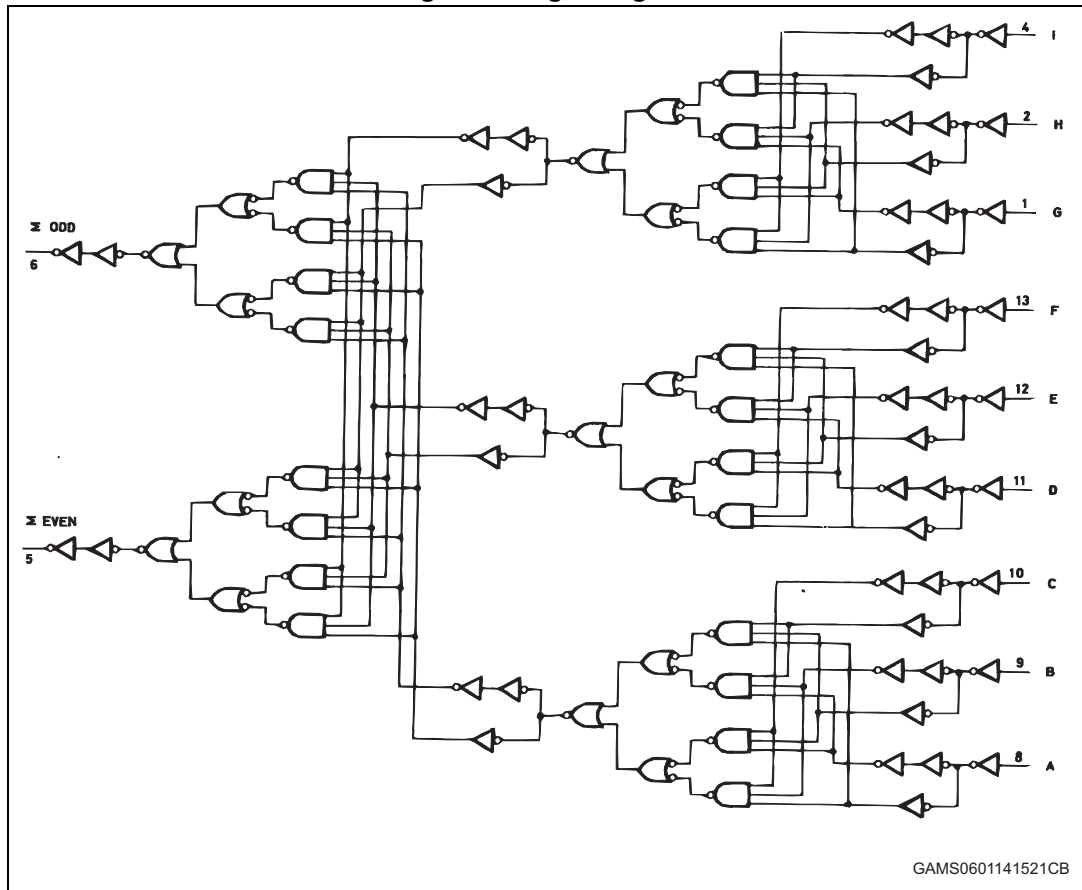 4 I
2 H
1 G
Σ ODD
6
13 F
12 E
11 D
Σ EVEN
5
10 C
9 B
8 A
GAMS0601141521CB